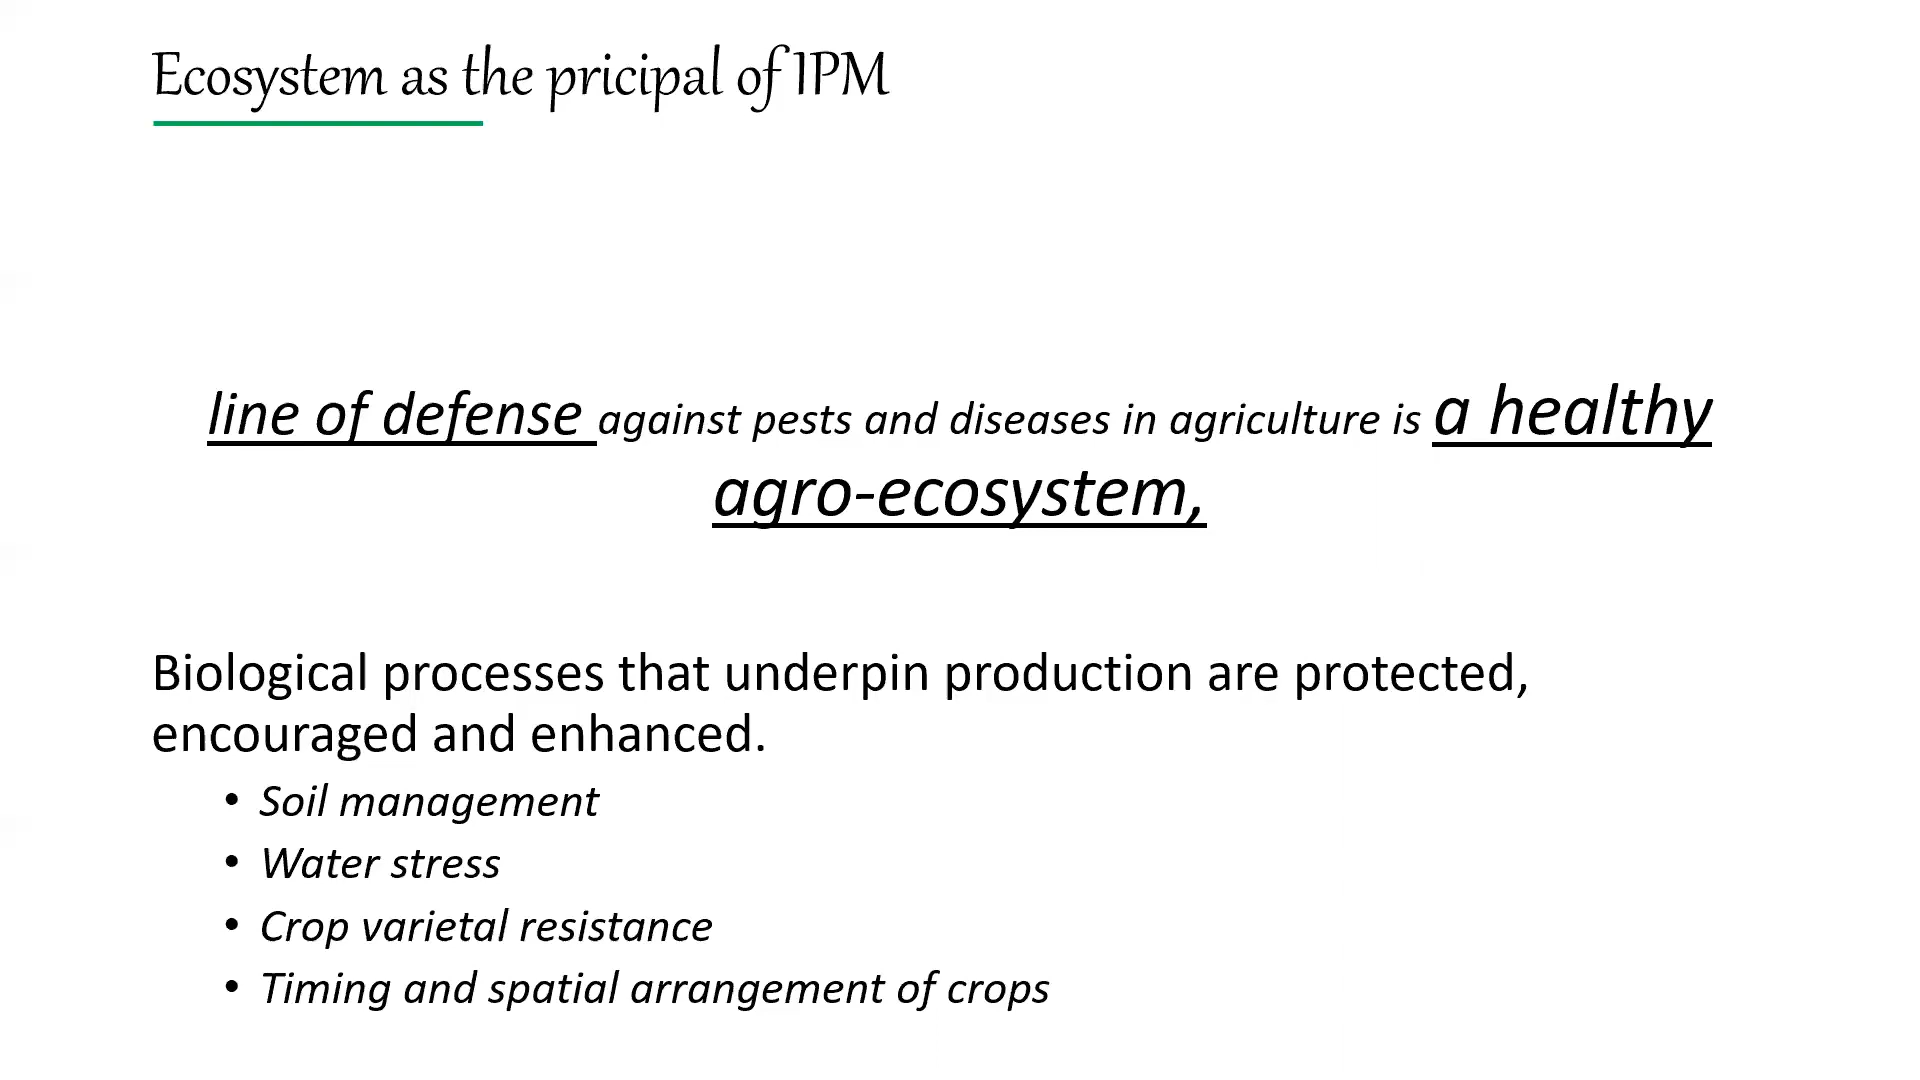 Ecosystem as the pricipal of IPM
line of defense against pests and diseases in agriculture is a healthy
agro-ecosystem,
Biological processes that underpin production are protected,
encouraged and enhanced.
• Soil management
• Water stress
• Crop varietal resistance
• Timing and spatial arrangement of crops